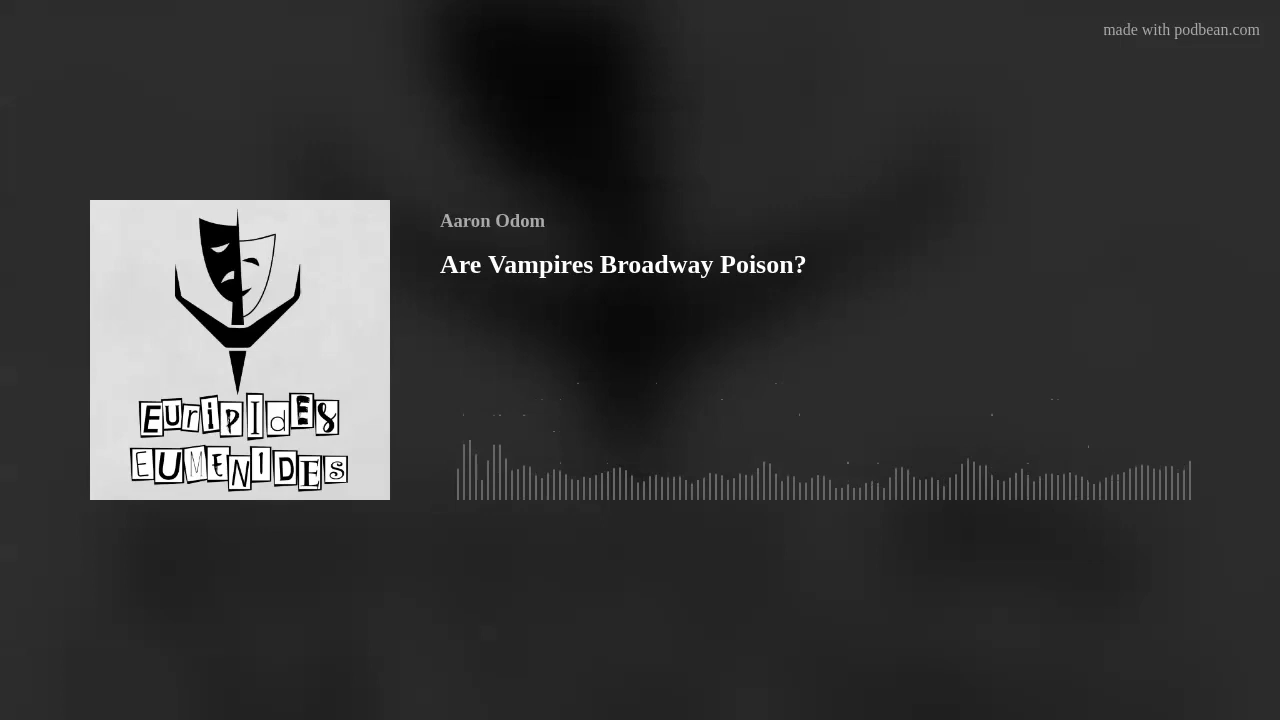 made with podbean.com
Aaron Odom
Are Vampires Broadway Poison?
EuripIdES
EUMENIDES